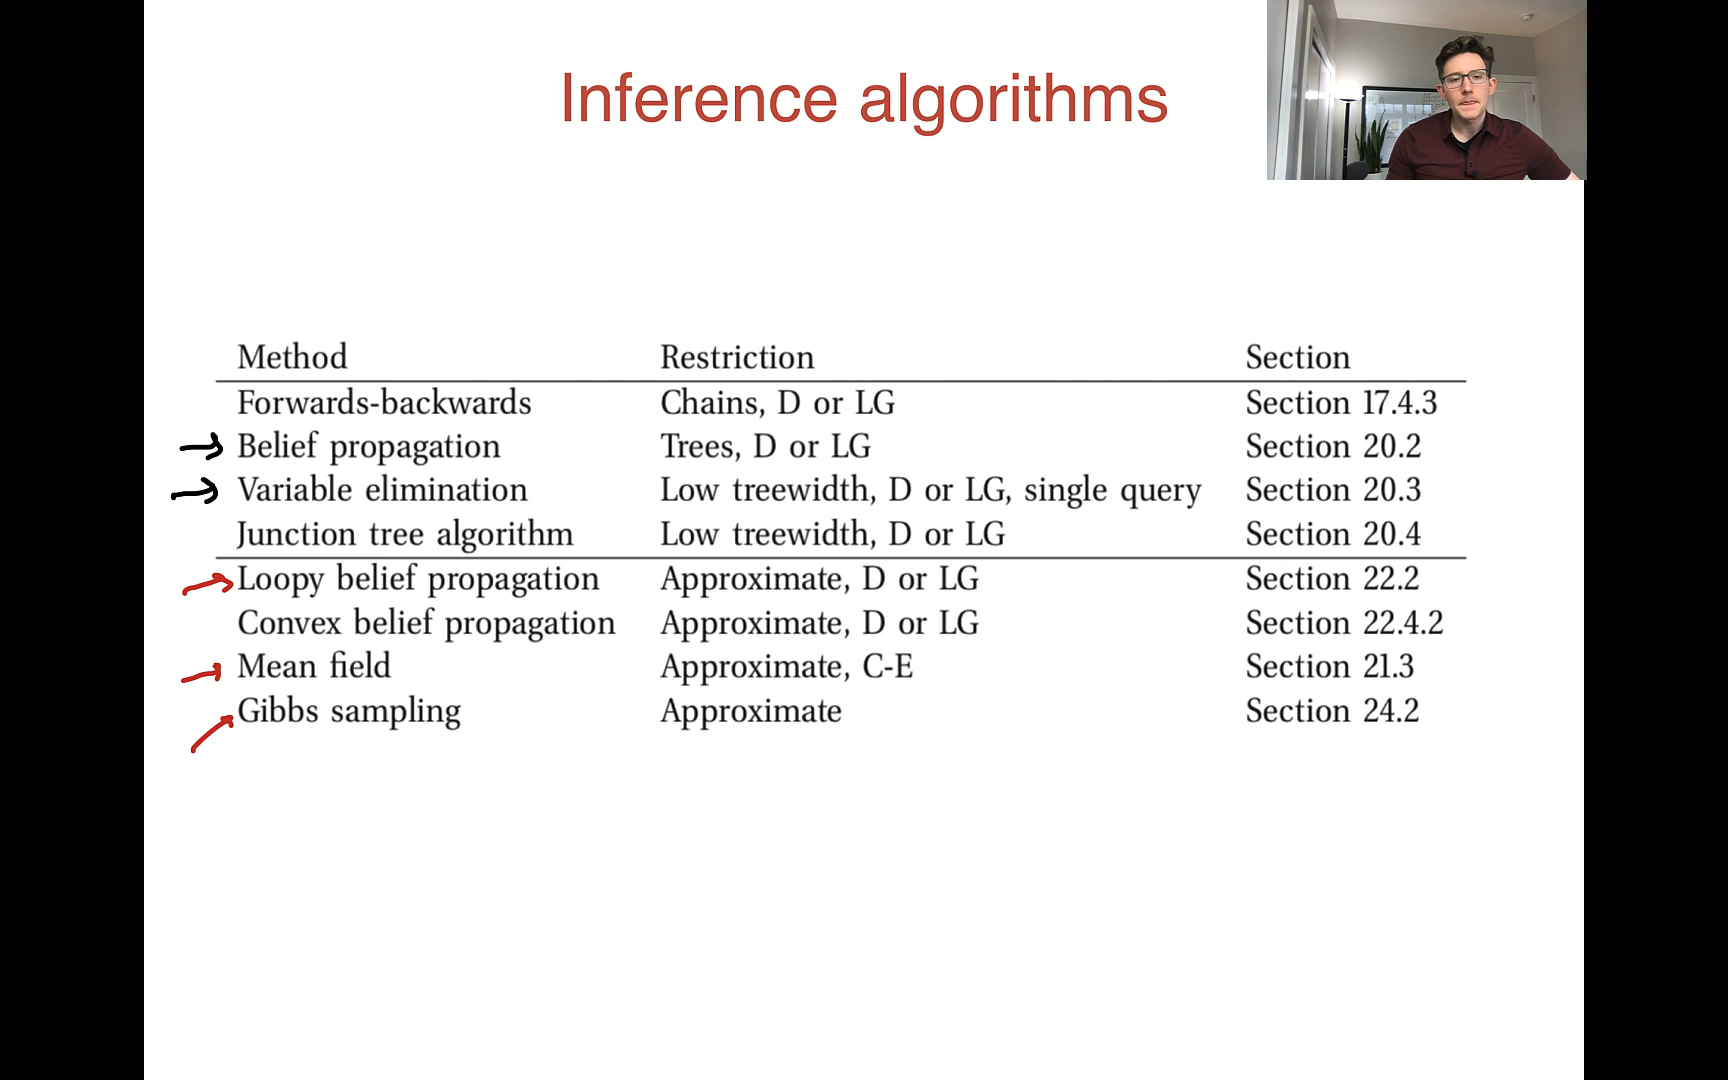 Inference algorithms
Method Restriction Section
Forwards-backwards Chains, D or LG Section 17.4.3
Belief propagation Trees, D or LG Section 20.2
Variable elimination Low treewidth, D or LG, single query Section 20.3
Junction tree algorithm Low treewidth, D or LG Section 20.4
Loopy belief propagation Approximate, D or LG Section 22.2
Convex belief propagation Approximate, D or LG Section 22.4.2
Mean field Approximate, C-E Section 21.3
Gibbs sampling Approximate Section 24.2